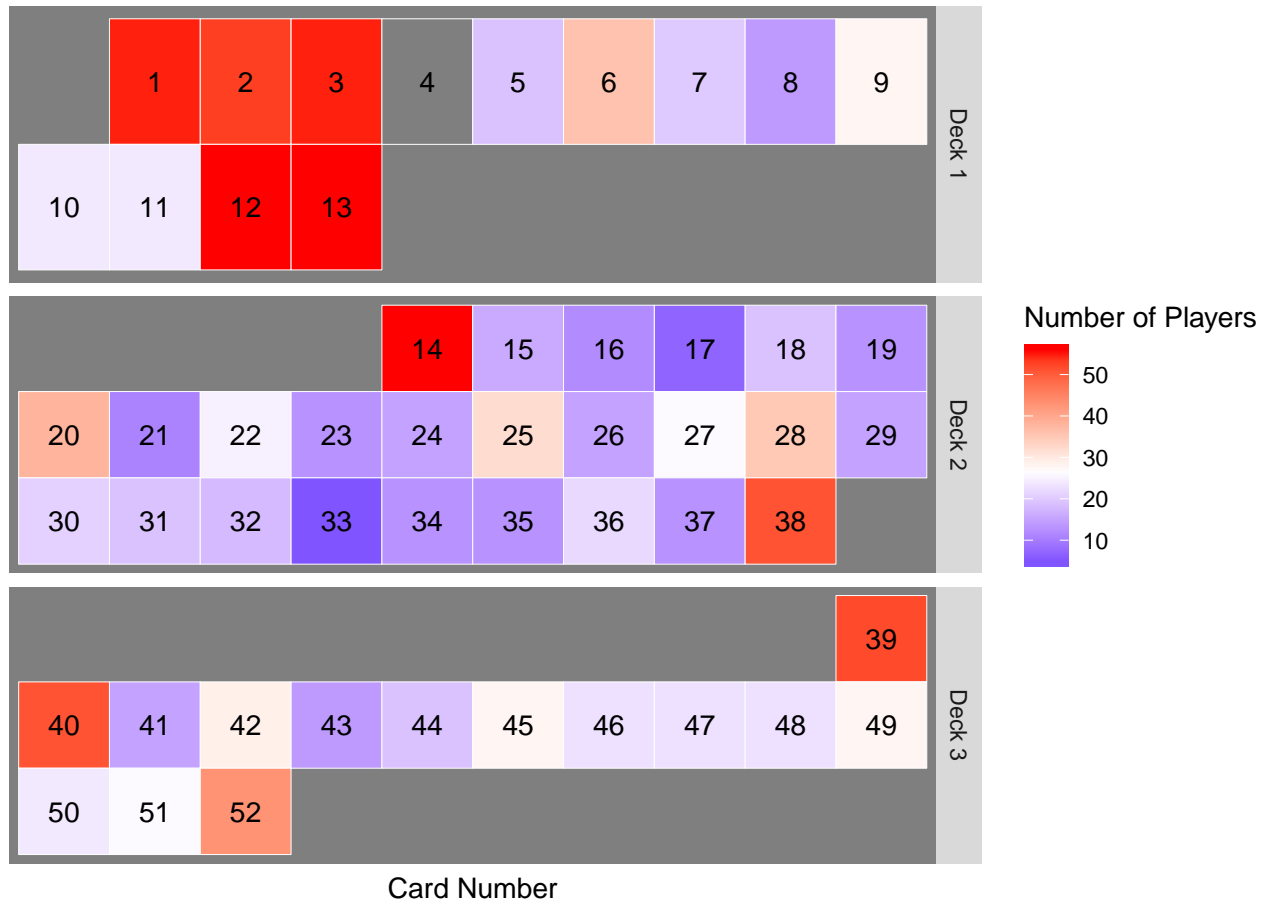 1 2 3 4 5 6 7 8 9
10 11 12 13
Deck 1
14 15 16 17 18 19
20 21 22 23 24 25 26 27 28 29
30 31 32 33 34 35 36 37 38
Deck 2
39
40 41 42 43 44 45 46 47 48 49
50 51 52
Deck 3
Card Number
Number of Players
50
40
30
20
10